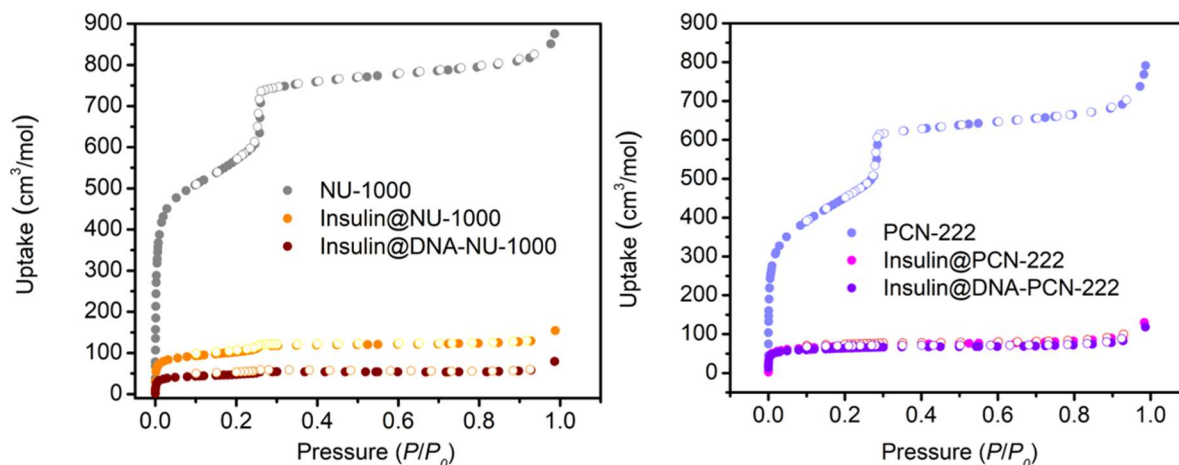 900
800
700
600
500
400
300
200
100
0
Uptake (cm³/mol)
NU-1000
Insulin@NU-1000
Insulin@DNA-NU-1000
0.0 0.2 0.4 0.6 0.8 1.0
Pressure (P/P₀)
900
800
700
600
500
400
300
200
100
0
Uptake (cm³/mol)
PCN-222
Insulin@PCN-222
Insulin@DNA-PCN-222
0.0 0.2 0.4 0.6 0.8 1.0
Pressure (P/P₀)